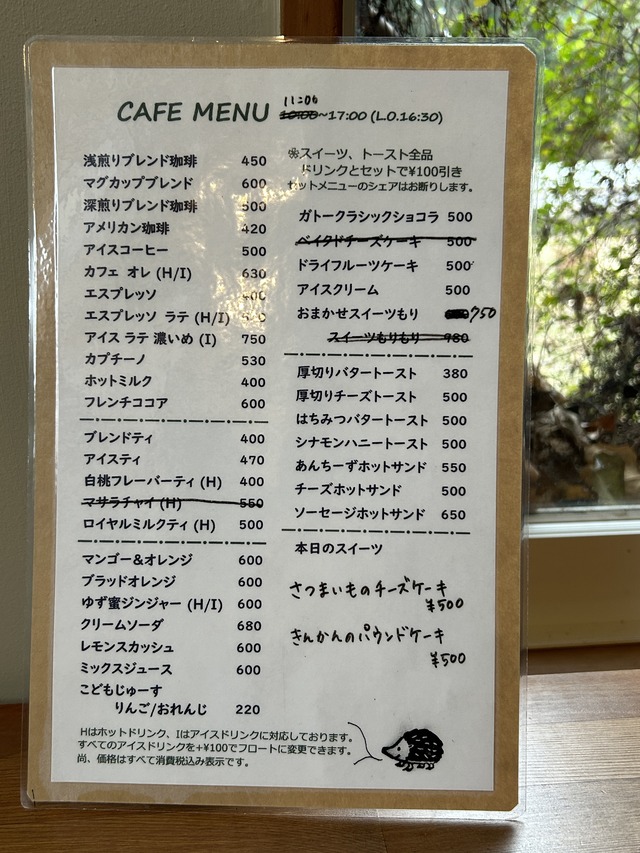 CAFE MENU 11:00 10:00~17:00 (L.O.16:30)
浅煎りブレンド珈琲 450
マグカップブレンド 600
深煎りブレンド珈琲 500
アメリカン珈琲 420
アイスコーヒー 500
カフェ オレ (H/I) 630
エスプレッソ 400
エスプレッソ ラテ (H/I)
アイス ラテ 濃いめ (I) 750
カプチーノ 530
ホットミルク 400
フレンチココア 600
ブレンドティ 400
アイスティ 470
白桃フレーバーティ (H) 400
マサラチャイ (H) 550
ロイヤルミルクティ (H) 500
マンゴー&オレンジ 600
ブラッドオレンジ 600
ゆず蜜ジンジャー (H/I) 600
クリームソーダ 680
レモンスカッシュ 600
ミックスジュース 600
こどもじゅーす
りんご/おれんじ 220
❀スイーツ、トースト全品
ドリンクとセットで¥100引き
セットメニューのシェアはお断りします。
ガトークラシックショコラ 500
ベイクドチーズケーキ 500
ドライフルーツケーキ 500
アイスクリーム 500
おまかせスイーツもり 750
スイーツもりもり 980
厚切りバタートースト 380
厚切りチーズトースト 500
はちみつバタートースト 500
シナモンハニートースト 500
あんちーずホットサンド 550
チーズホットサンド 500
ソーセージホットサンド 650
本日のスイーツ
さつまいものチーズケーキ
¥500
きんかんのパウンドケーキ
¥500
Hはホットドリンク、Iはアイスドリンクに対応しております。
すべてのアイスドリンクを+¥100でフロートに変更できます。
尚、価格はすべて消費税込み表示です。